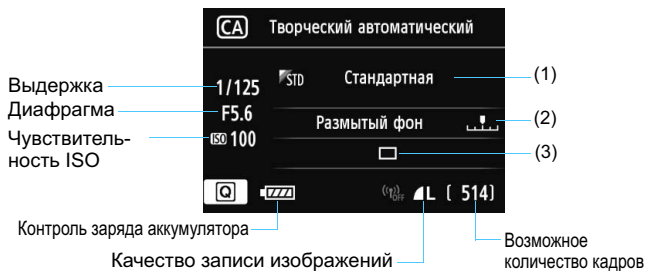 CA Творческий автоматический
Выдержка 1/125 STD Стандартная (1)
Диафрагма F5.6 Размытый фон (2)
Чувствитель-
ность ISO ISO 100 (3)
Q OFF L [ 514]
Контроль заряда аккумулятора
Качество записи изображений
Возможное
количество кадров